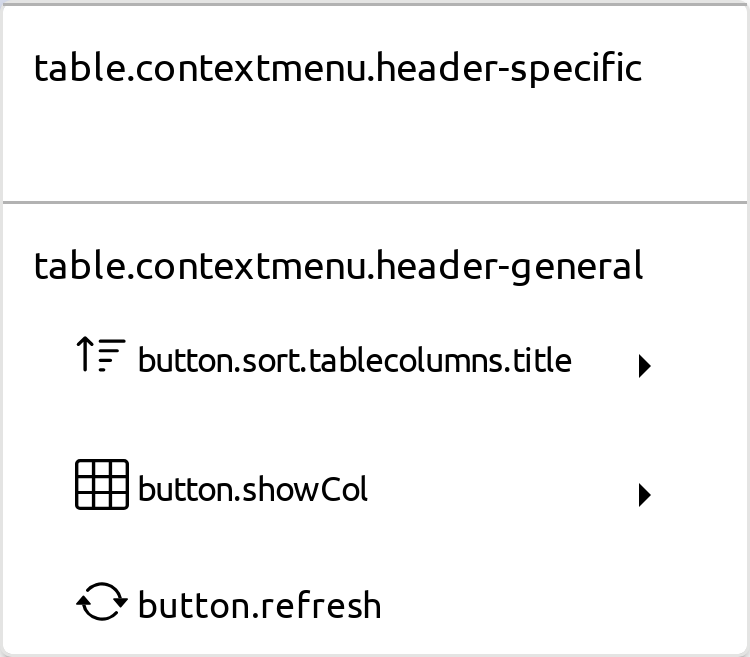 table.contextmenu.header-specific
table.contextmenu.header-general
button.sort.tablecolumns.title
button.showCol
button.refresh